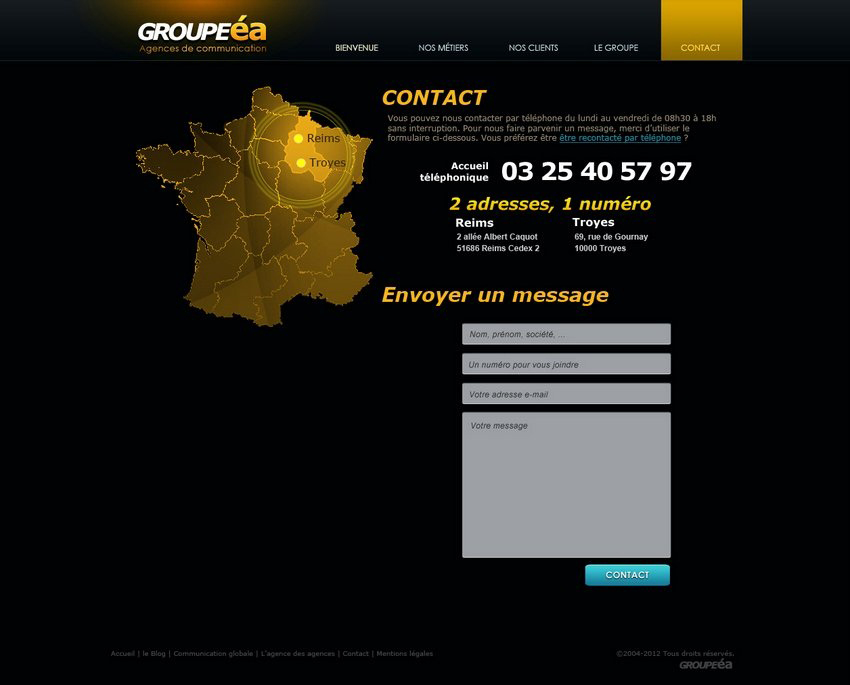 GROUPEéa
Agences de communication
BIENVENUE NOS MÉTIERS NOS CLIENTS LE GROUPE CONTACT
Reims
Troyes
CONTACT
Vous pouvez nous contacter par téléphone du lundi au vendredi de 08h30 à 18h
sans interruption. Pour nous faire parvenir un message, merci d'utiliser le
formulaire ci-dessous. Vous préférez être être recontacté par téléphone ?
Accueil
téléphonique
03 25 40 57 97
2 adresses, 1 numéro
Reims
2 allée Albert Caquot
51686 Reims Cedex 2
Troyes
69, rue de Gournay
10000 Troyes
Envoyer un message
Nom, prénom, société, ...
Un numéro pour vous joindre
Votre adresse e-mail
Votre message
CONTACT
Accueil | le Blog | Communication globale | L'agence des agences | Contact | Mentions légales
©2004-2012 Tous droits réservés.
GROUPEéa